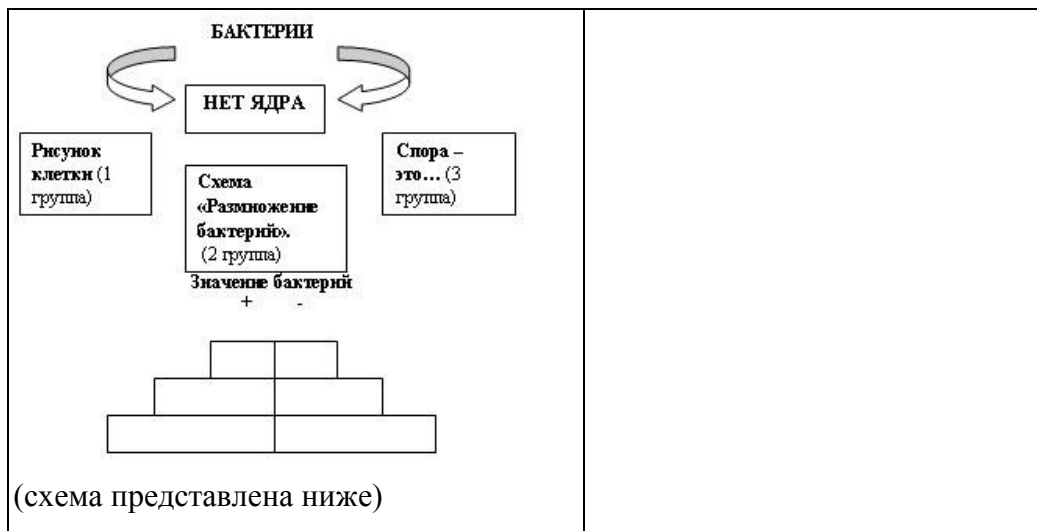 БАКТЕРИИ
НЕТ ЯДРА
Рисунок
клетки (1
группа)
Схема
«Размножение
бактерий».
(2 группа)
Спора –
это… (3
группа)
Значение бактерий
+ -
(схема представлена ниже)